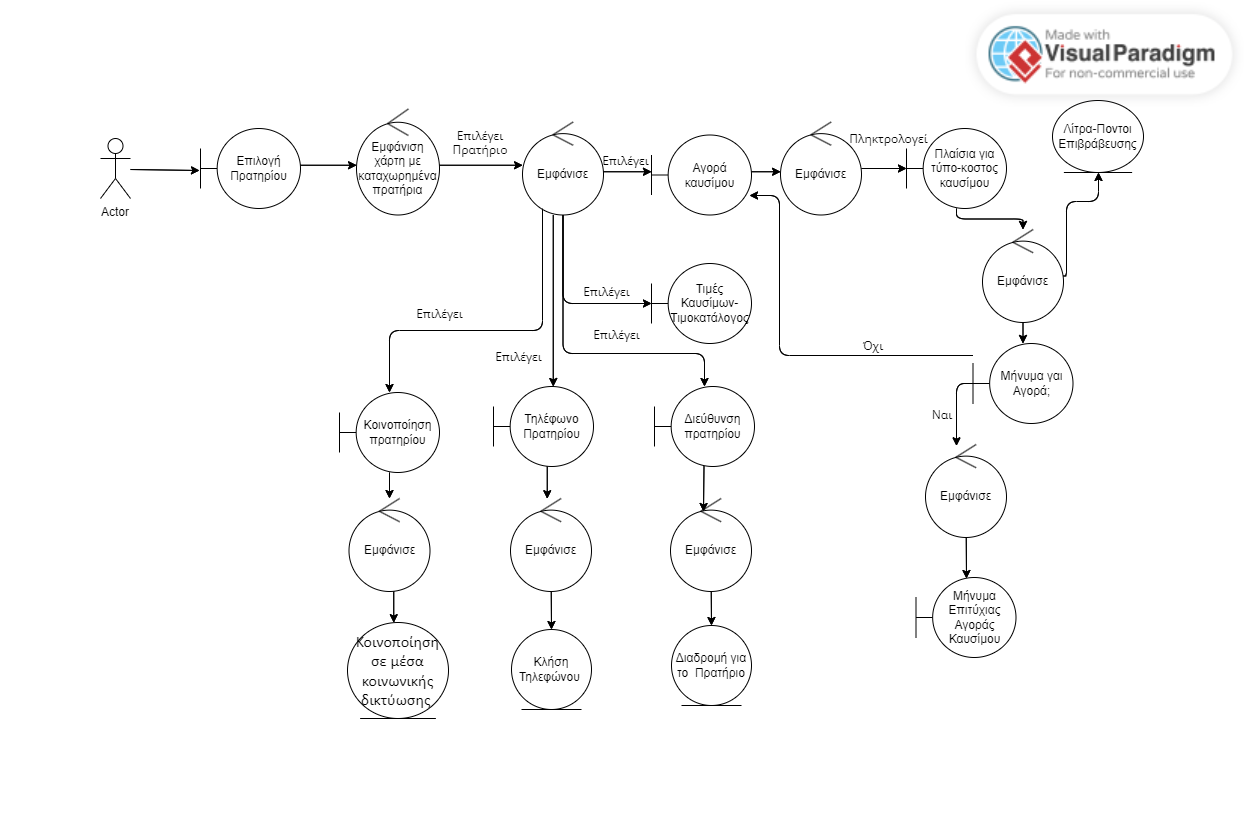 Made with
Visual Paradigm
For non-commercial use
Actor
Επιλογή
Πρατηρίου
Εμφάνιση
χάρτη με
καταχωρημένα
πρατήρια
Επιλέγει
Πρατήριο
Εμφάνισε
Επιλέγει
Αγορά
καυσίμου
Εμφάνισε
Πληκτρολογεί
Πλαίσια για
τύπο-κοστος
καυσίμου
Λίτρα-Ποντοι
Επιβράβευσης
Εμφάνισε
Επιλέγει
Τιμές
Καυσίμων-
Τιμοκατάλογος
Επιλέγει
Επιλέγει
Επιλέγει
Όχι
Μήνυμα γαι
Αγορά;
Ναι
Κοινοποίηση
πρατηρίου
Τηλέφωνο
Πρατηρίου
Διεύθυνση
πρατηρίου
Εμφάνισε
Εμφάνισε
Εμφάνισε
Εμφάνισε
Κοινοποίηση
σε μέσα
κοινωνικής
δικτύωσης
Κλήση
Τηλεφώνου
Διαδρομή για
το Πρατήριο
Μήνυμα
Επιτύχιας
Αγοράς
Καυσίμου